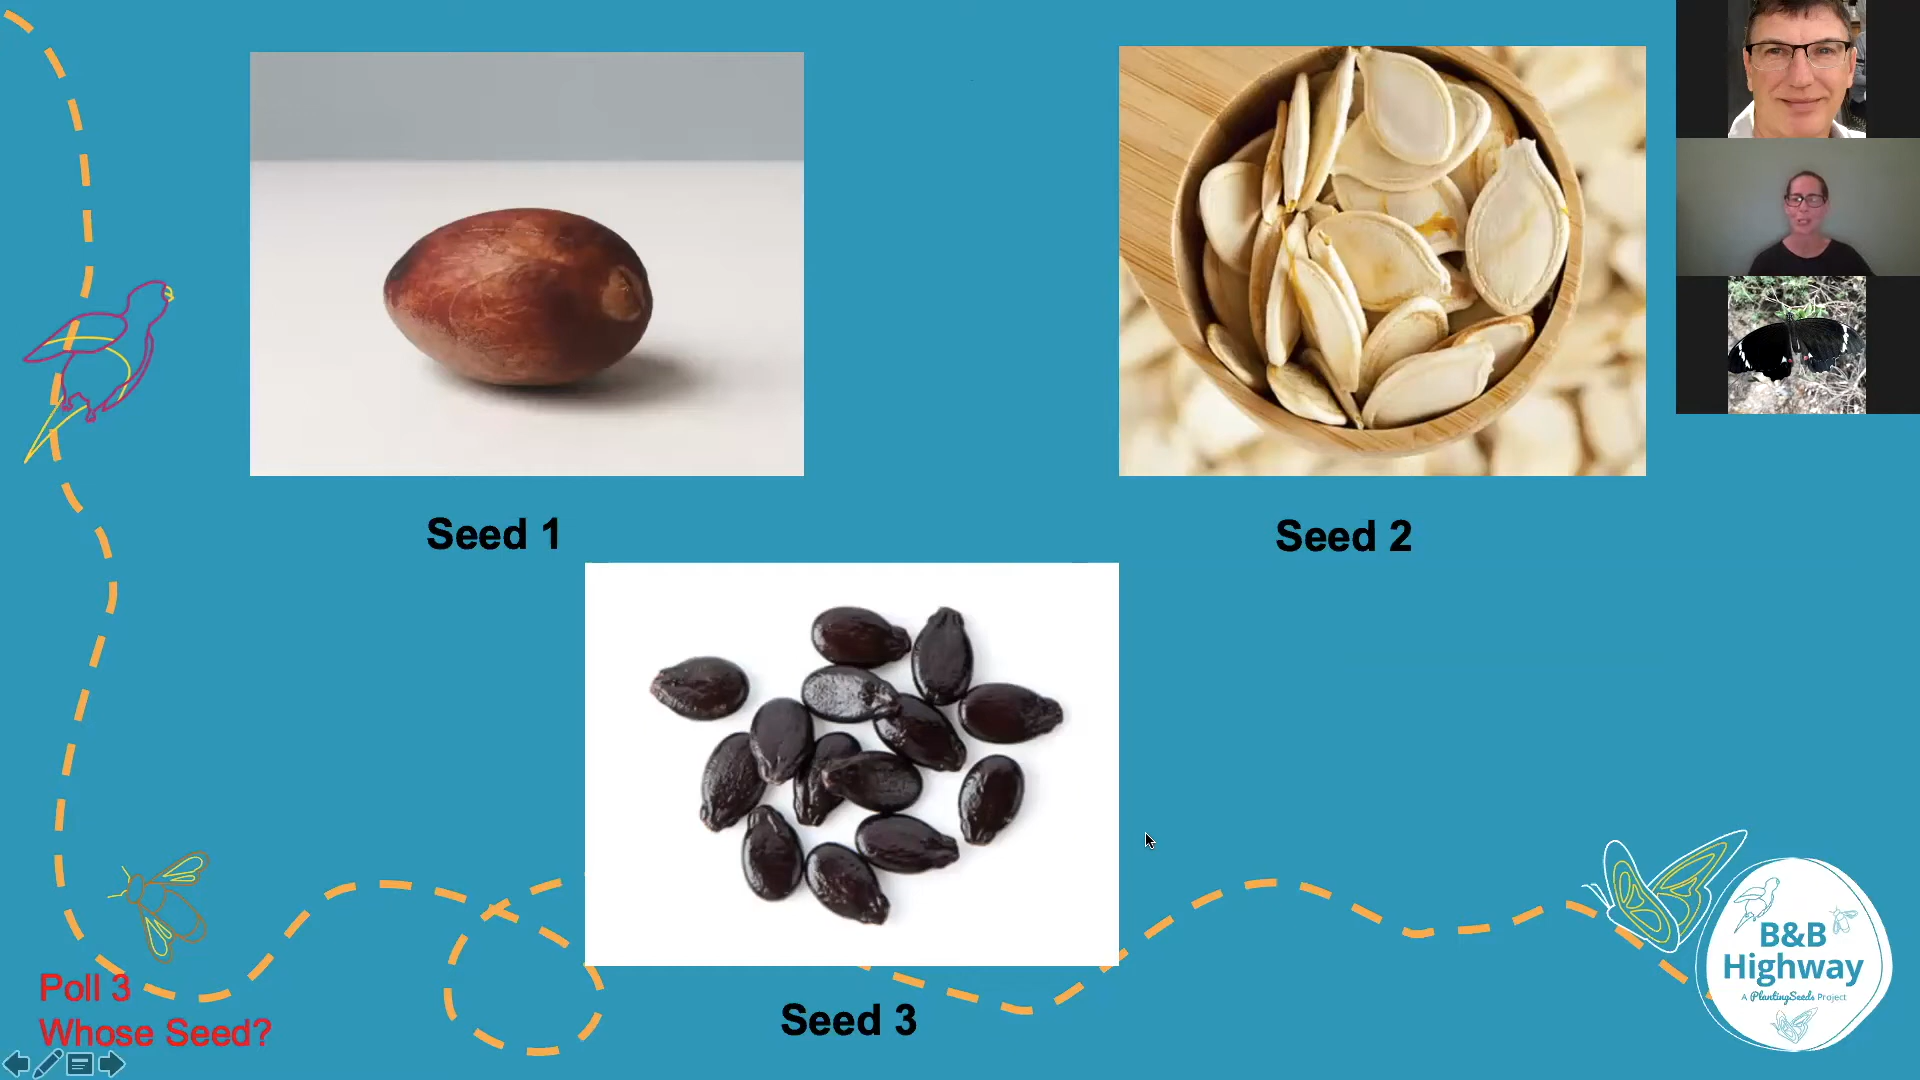 Seed 1
Seed 2
Seed 3
Poll 3
Whose Seed?
B&B
Highway
A PlantingSeeds Project